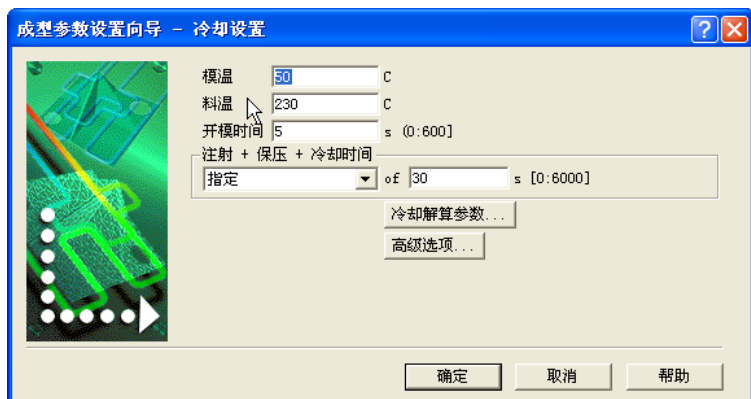 成型参数设置向导 - 冷却设置
模温 50 C
料温 230 C
开模时间 5 s (0:600]
注射 + 保压 + 冷却时间
指定 of 30 s [0:6000]
冷却解算参数...
高级选项...
确定 取消 帮助